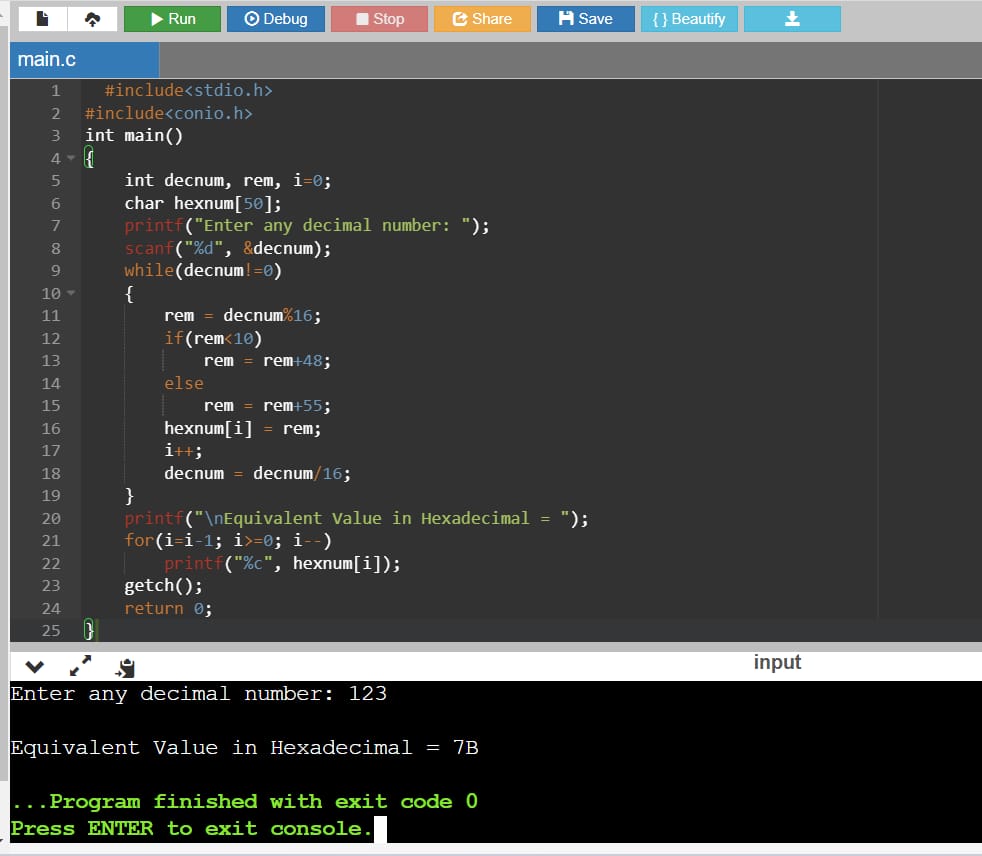 Run Debug Stop Share Save { } Beautify
main.c
1 #include<stdio.h>
2 #include<conio.h>
3 int main()
4 {
5 int decnum, rem, i=0;
6 char hexnum[50];
7 printf("Enter any decimal number: ");
8 scanf("%d", &decnum);
9 while(decnum!=0)
10 {
11 rem = decnum%16;
12 if(rem<10)
13 rem = rem+48;
14 else
15 rem = rem+55;
16 hexnum[i] = rem;
17 i++;
18 decnum = decnum/16;
19 }
20 printf("\nEquivalent Value in Hexadecimal = ");
21 for(i=i-1; i>=0; i--)
22 printf("%c", hexnum[i]);
23 getch();
24 return 0;
25 }
input
Enter any decimal number: 123
Equivalent Value in Hexadecimal = 7B
...Program finished with exit code 0
Press ENTER to exit console.